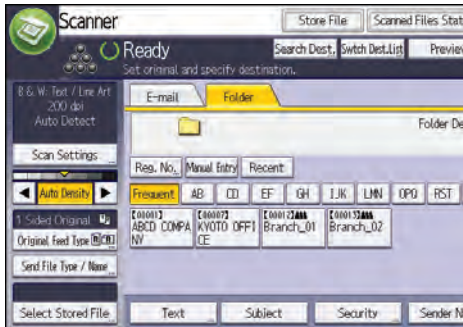 Scanner
Store File
Scanned Files Stat
Ready
Search Dest.
Swtch Dest.List
Preview
Set original and specify destination.
B & W: Text / Line Art
200 dpi
Auto Detect
Scan Settings
Auto Density
1 Sided Original
Original Feed Type
Send File Type / Name
Select Stored File
E-mail
Folder
Folder De
Reg. No.
Manual Entry
Recent
Frequent
AB
CD
EF
GH
IJK
LMN
OPQ
RST
[00001]
ABCD COMPA
NY
[00007]
KYOTO OFFI
CE
[00012]
Branch_01
[00013]
Branch_02
Text
Subject
Security
Sender N